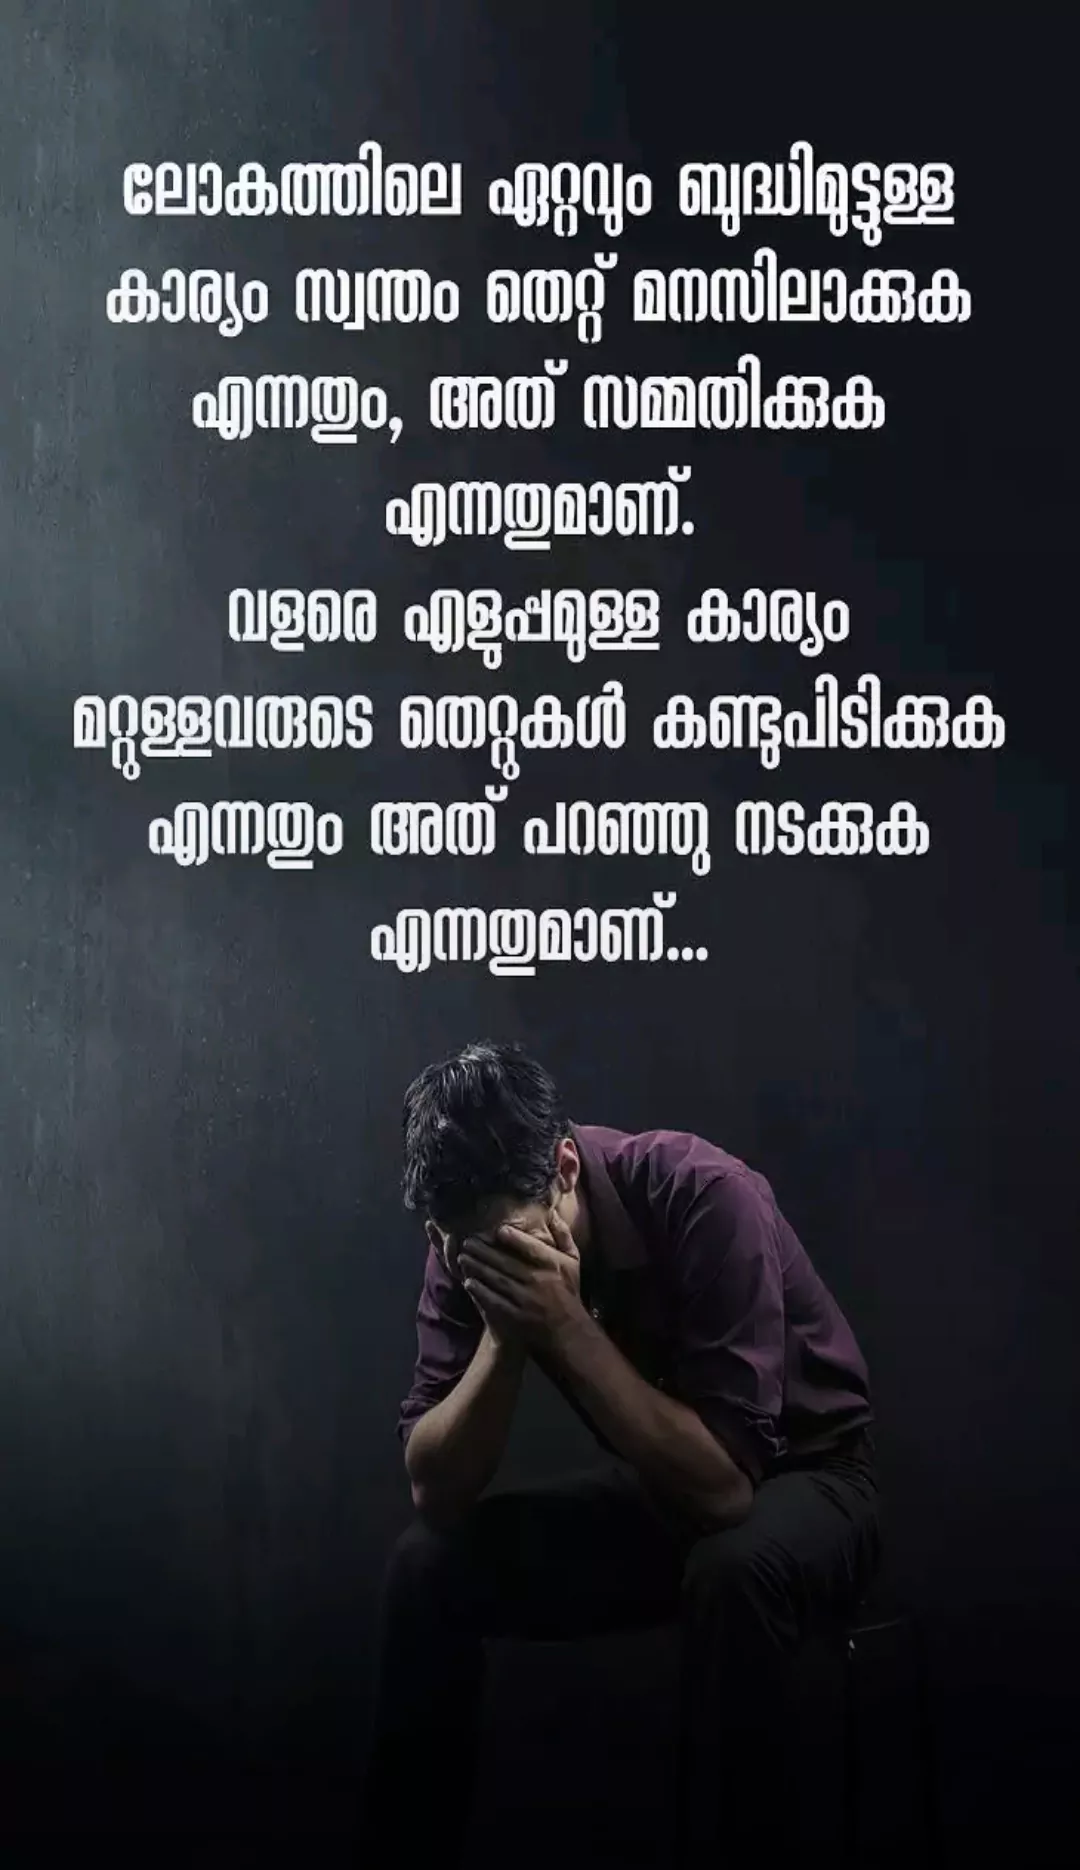 ലോകത്തിലെ ഏറ്റവും ബുദ്ധിമുട്ടുള്ള
കാര്യം സ്വന്തം തെറ്റ് മനസിലാക്കുക
എന്നതും, അത് സമ്മതിക്കുക
എന്നതുമാണ്.
വളരെ എളുപ്പമുള്ള കാര്യം
മറ്റുള്ളവരുടെ തെറ്റുകൾ കണ്ടുപിടിക്കുക
എന്നതും അത് പറഞ്ഞു നടക്കുക
എന്നതുമാണ്...